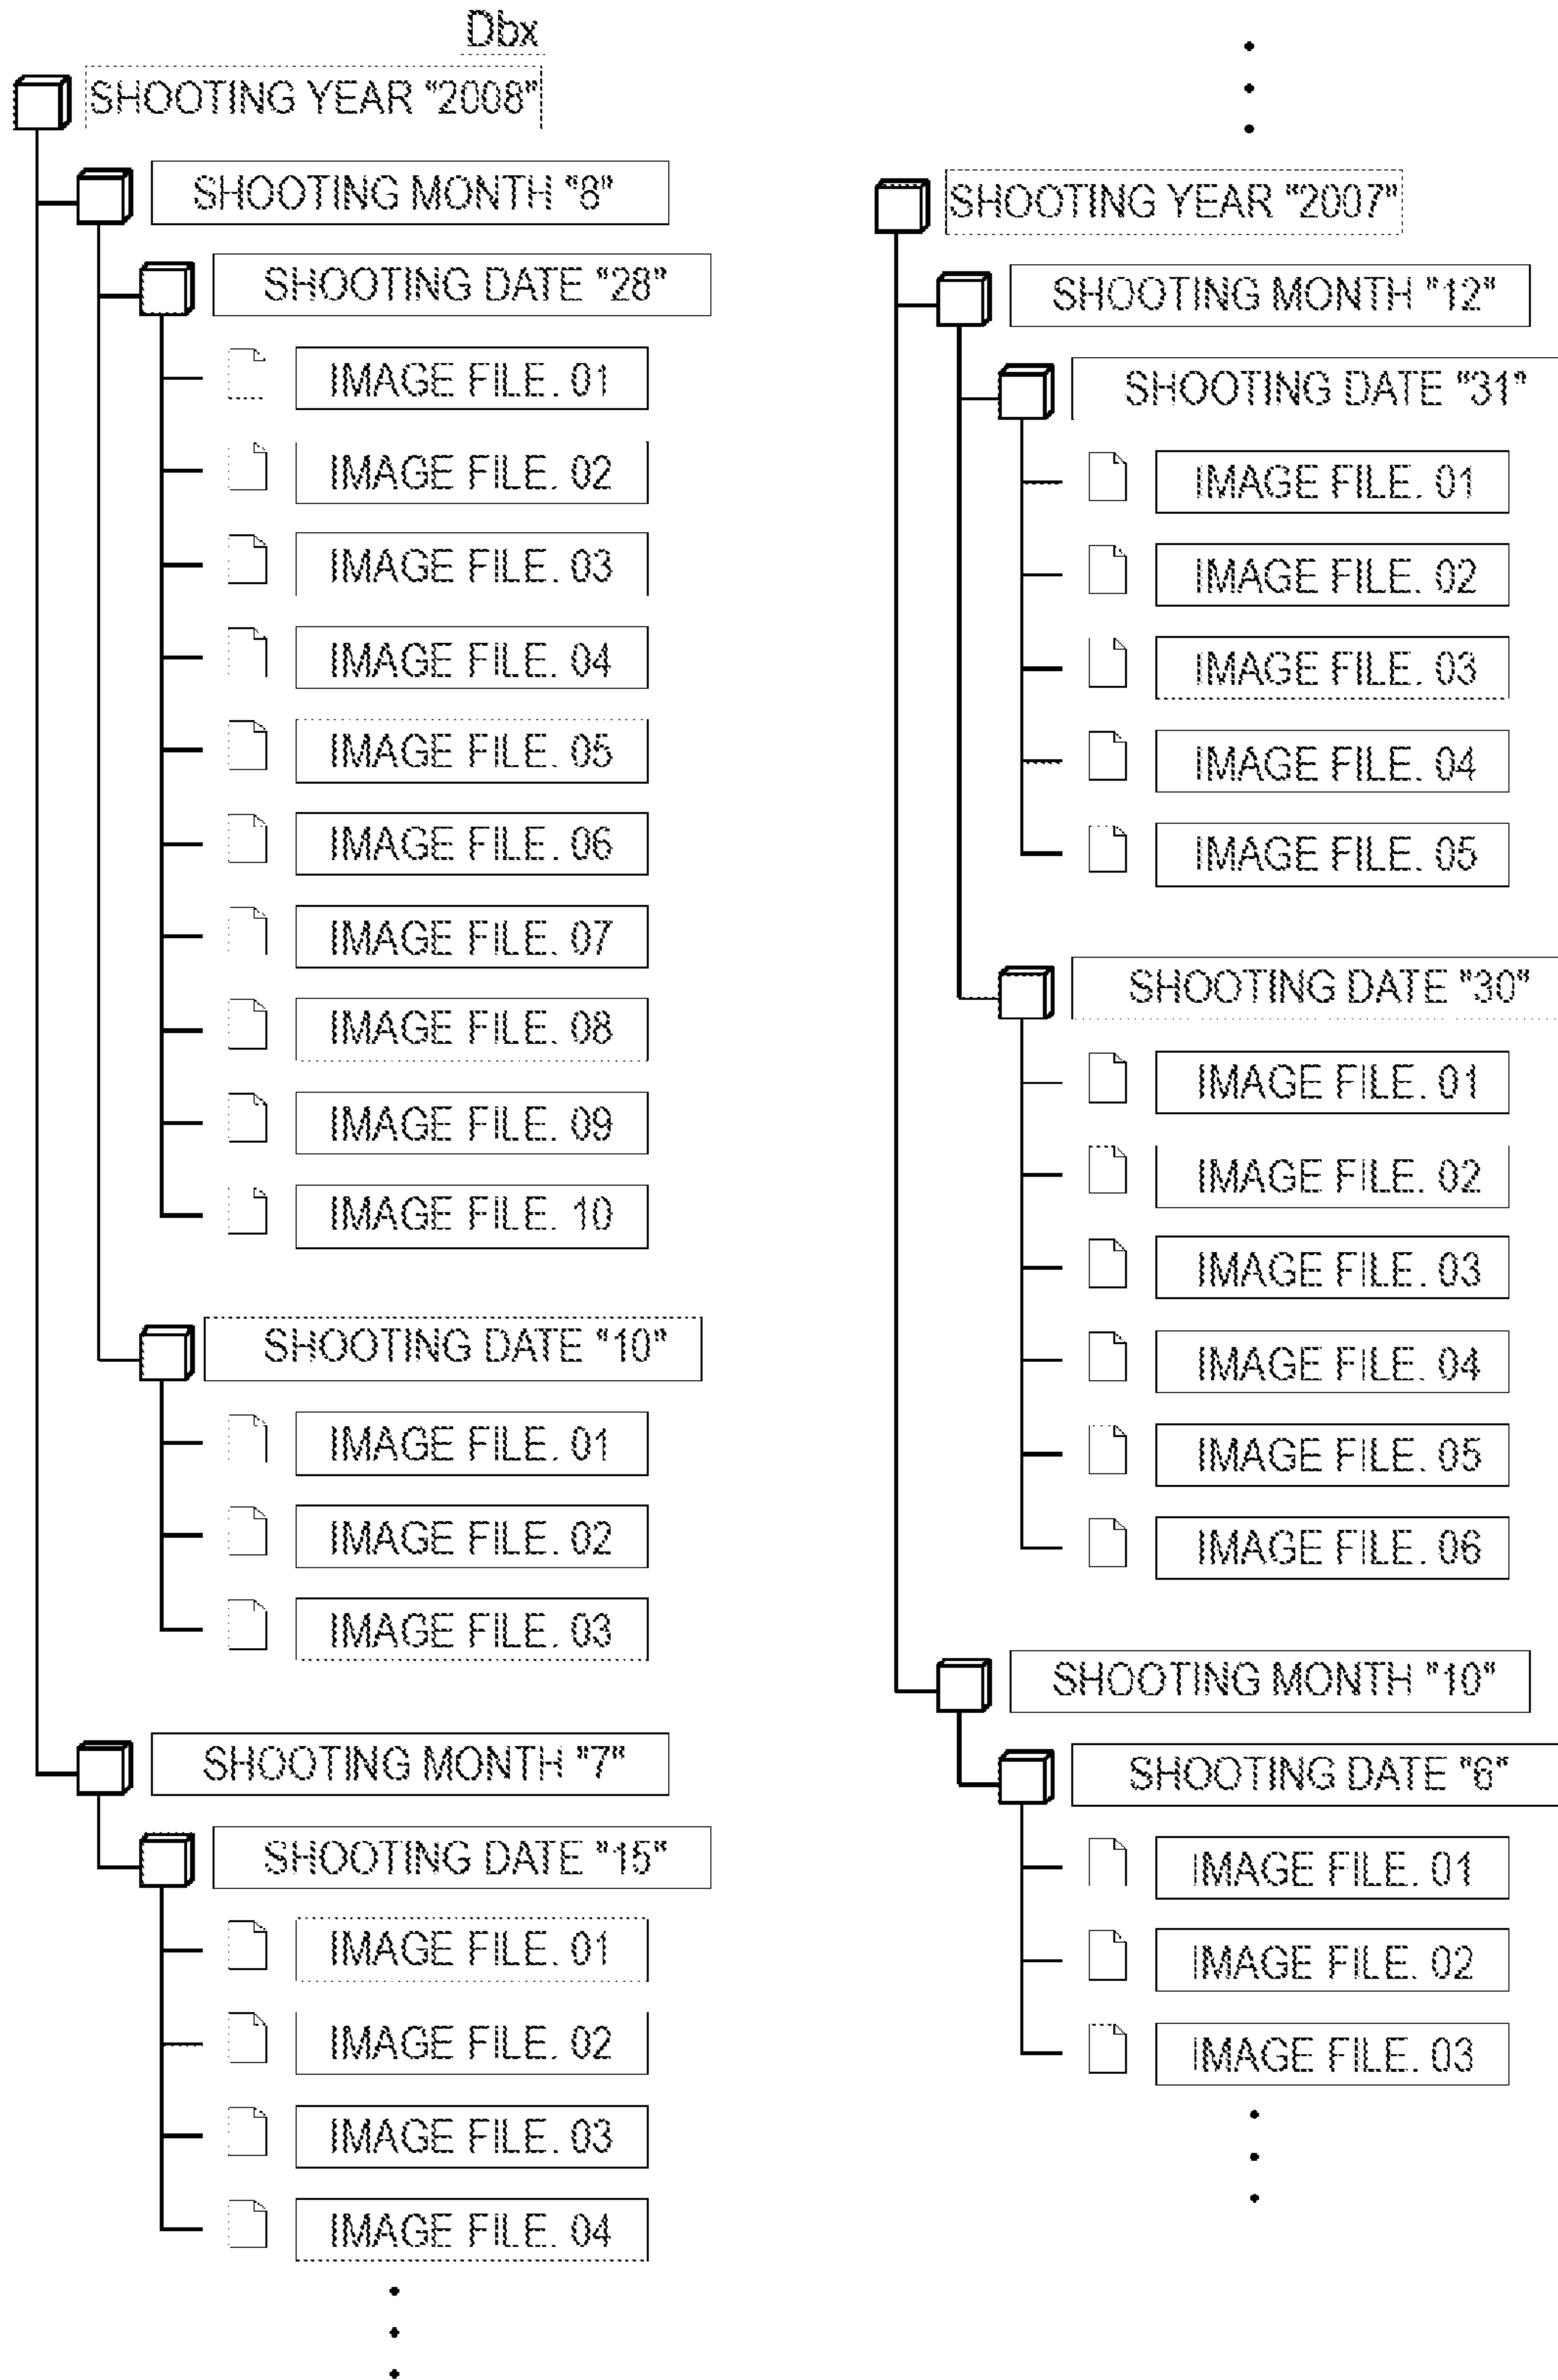 Dbx
SHOOTING YEAR "2008"
SHOOTING MONTH "8"
SHOOTING DATE "28"
IMAGE FILE. 01
IMAGE FILE. 02
IMAGE FILE. 03
IMAGE FILE. 04
IMAGE FILE. 05
IMAGE FILE. 06
IMAGE FILE. 07
IMAGE FILE. 08
IMAGE FILE. 09
IMAGE FILE. 10
SHOOTING DATE "10"
IMAGE FILE. 01
IMAGE FILE. 02
IMAGE FILE. 03
SHOOTING MONTH "7"
SHOOTING DATE "15"
IMAGE FILE. 01
IMAGE FILE. 02
IMAGE FILE. 03
IMAGE FILE. 04
SHOOTING YEAR "2007"
SHOOTING MONTH "12"
SHOOTING DATE "31"
IMAGE FILE. 01
IMAGE FILE. 02
IMAGE FILE. 03
IMAGE FILE. 04
IMAGE FILE. 05
SHOOTING DATE "30"
IMAGE FILE. 01
IMAGE FILE. 02
IMAGE FILE. 03
IMAGE FILE. 04
IMAGE FILE. 05
IMAGE FILE. 06
SHOOTING MONTH "10"
SHOOTING DATE "6"
IMAGE FILE. 01
IMAGE FILE. 02
IMAGE FILE. 03